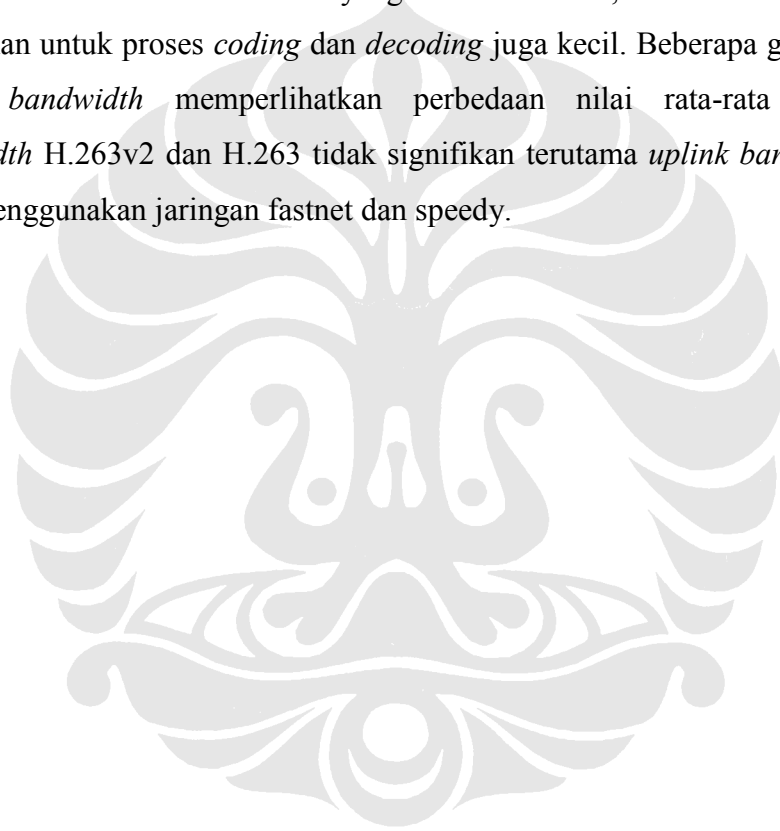 an untuk proses coding dan decoding juga kecil. Beberapa g
bandwidth memperlihatkan perbedaan nilai rata-rata
dth H.263v2 dan H.263 tidak signifikan terutama uplink ban
enggunakan jaringan fastnet dan speedy.